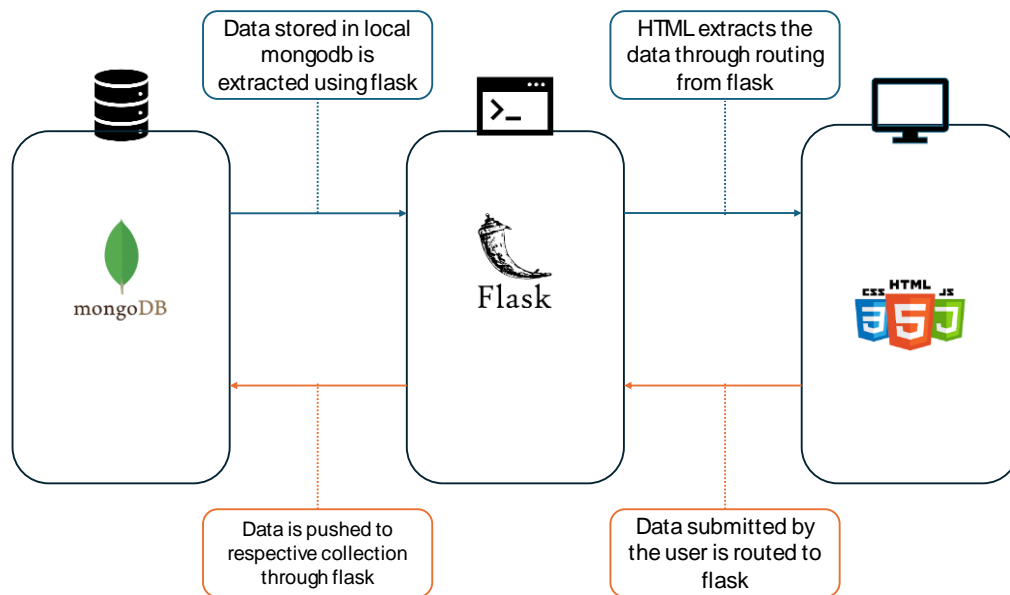 Data stored in local
mongodb is
extracted using flask
HTML extracts the
data through routing
from flask
>_
mongoDB
Flask
CSS HTML JS
3 5 J
Data is pushed to
respective collection
through flask
Data submitted by
the user is routed to
flask